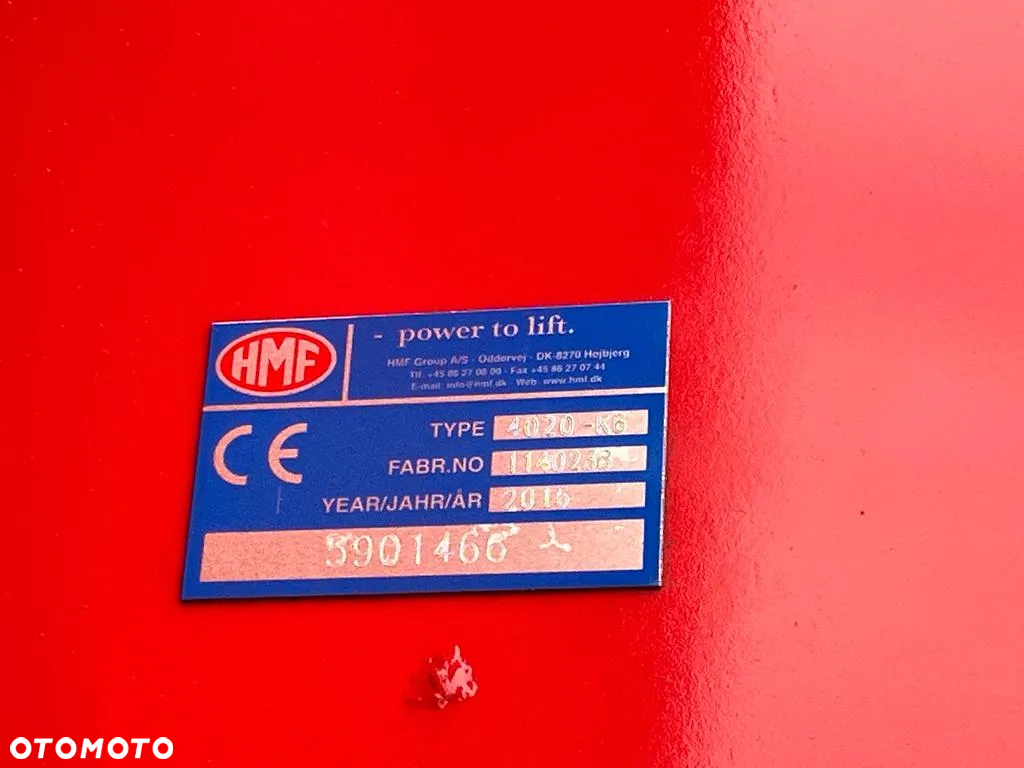 HMF
- power to lift.
HMF Group A/S - Oddervej - DK-8270 Højbjerg
Tlf. +45 86 27 08 00 - Fax +45 86 27 07 44
E-mail: info@hmf.dk - Web: www.hmf.dk
CE
TYPE 4020-K6
FABR.NO 1140238
YEAR/JAHR/ÅR 2016
5901466
OTOMOTO